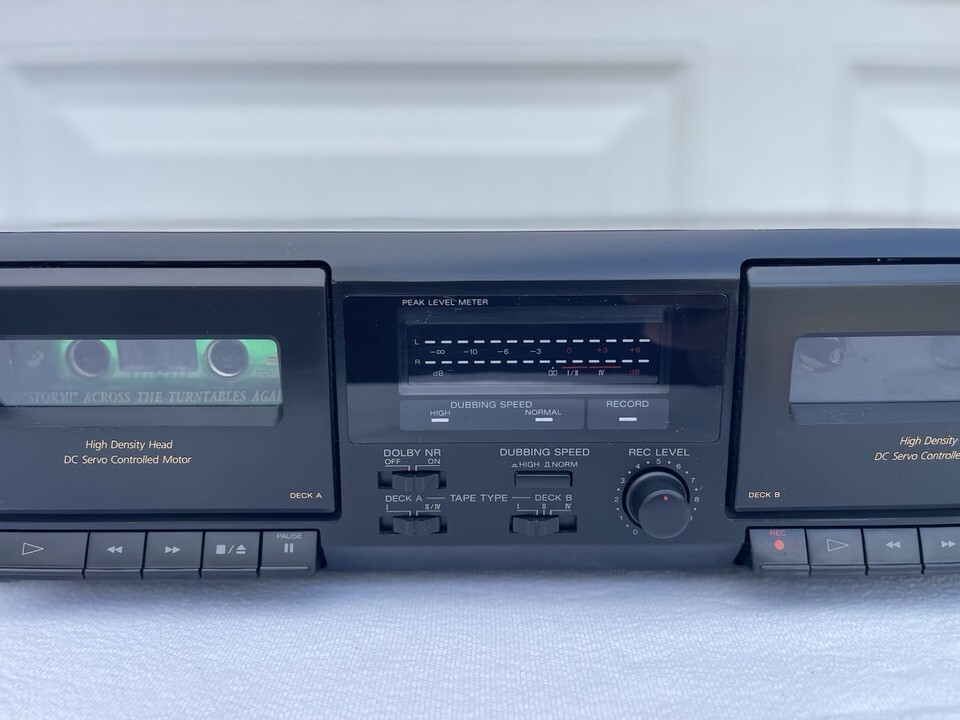 PEAK LEVEL METER
L
-∞ -10 -6 -3 0 +3 +6
R
dB I/II IV dB
DUBBING SPEED
HIGH NORMAL
RECORD
"STORM!" ACROSS THE TURNTABLES AGAI
High Density Head
DC Servo Controlled Motor
DECK A
DOLBY NR
OFF ON
DUBBING SPEED
HIGH NORM
REC LEVEL
0 1 2 3 4 5 6 7 8
DECK A TAPE TYPE DECK B
I II/IV I II IV
PAUSE
High Density
DC Servo Controlle
DECK B
REC